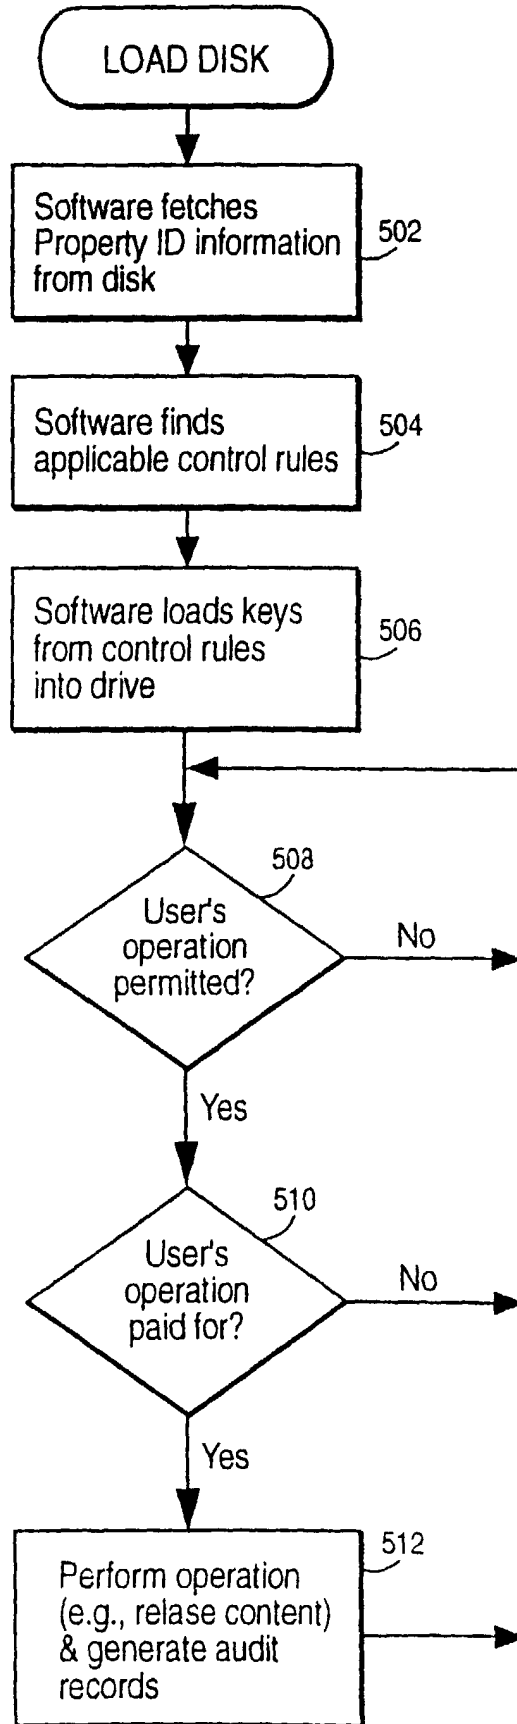 LOAD DISK
Software fetches
Property ID information
from disk
502
Software finds
applicable control rules
504
Software loads keys
from control rules
into drive
506
508
User's
operation
permitted?
No
Yes
510
User's
operation
paid for?
No
Yes
512
Perform operation
(e.g., relase content)
& generate audit
records